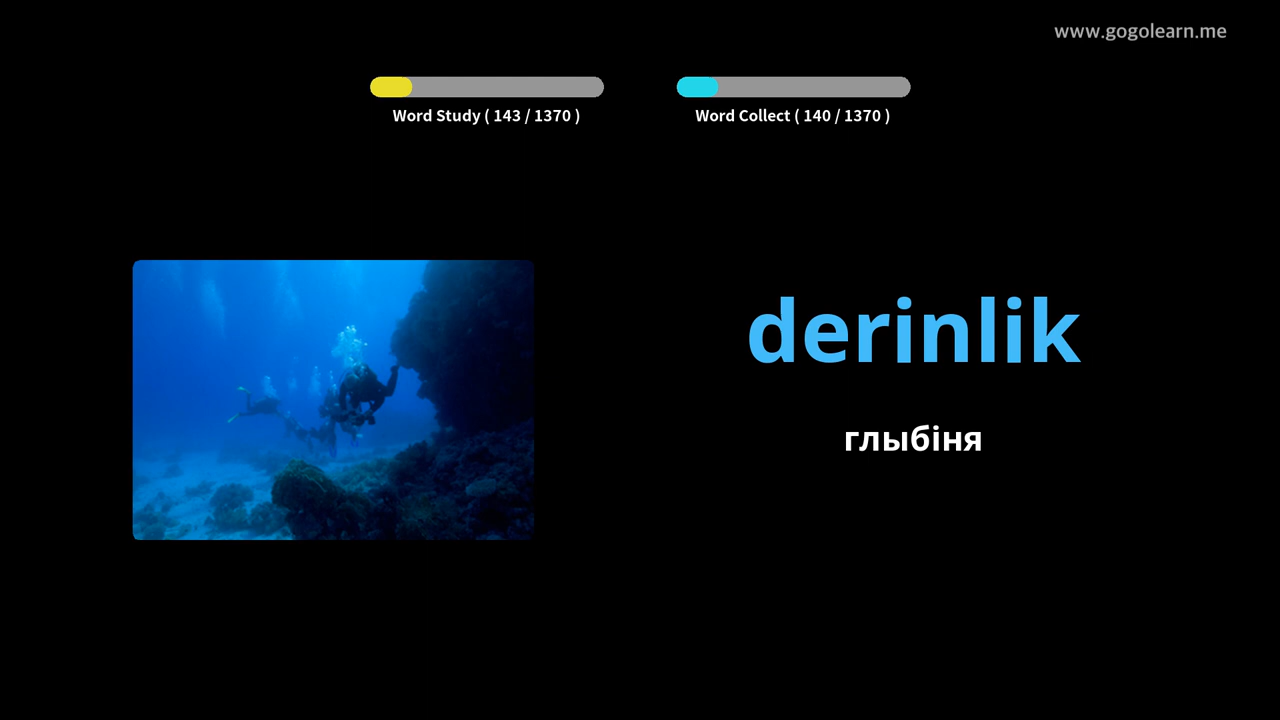 www.gogolearn.me
Word Study ( 143 / 1370 )
Word Collect ( 140 / 1370 )
derinlik
глыбіня